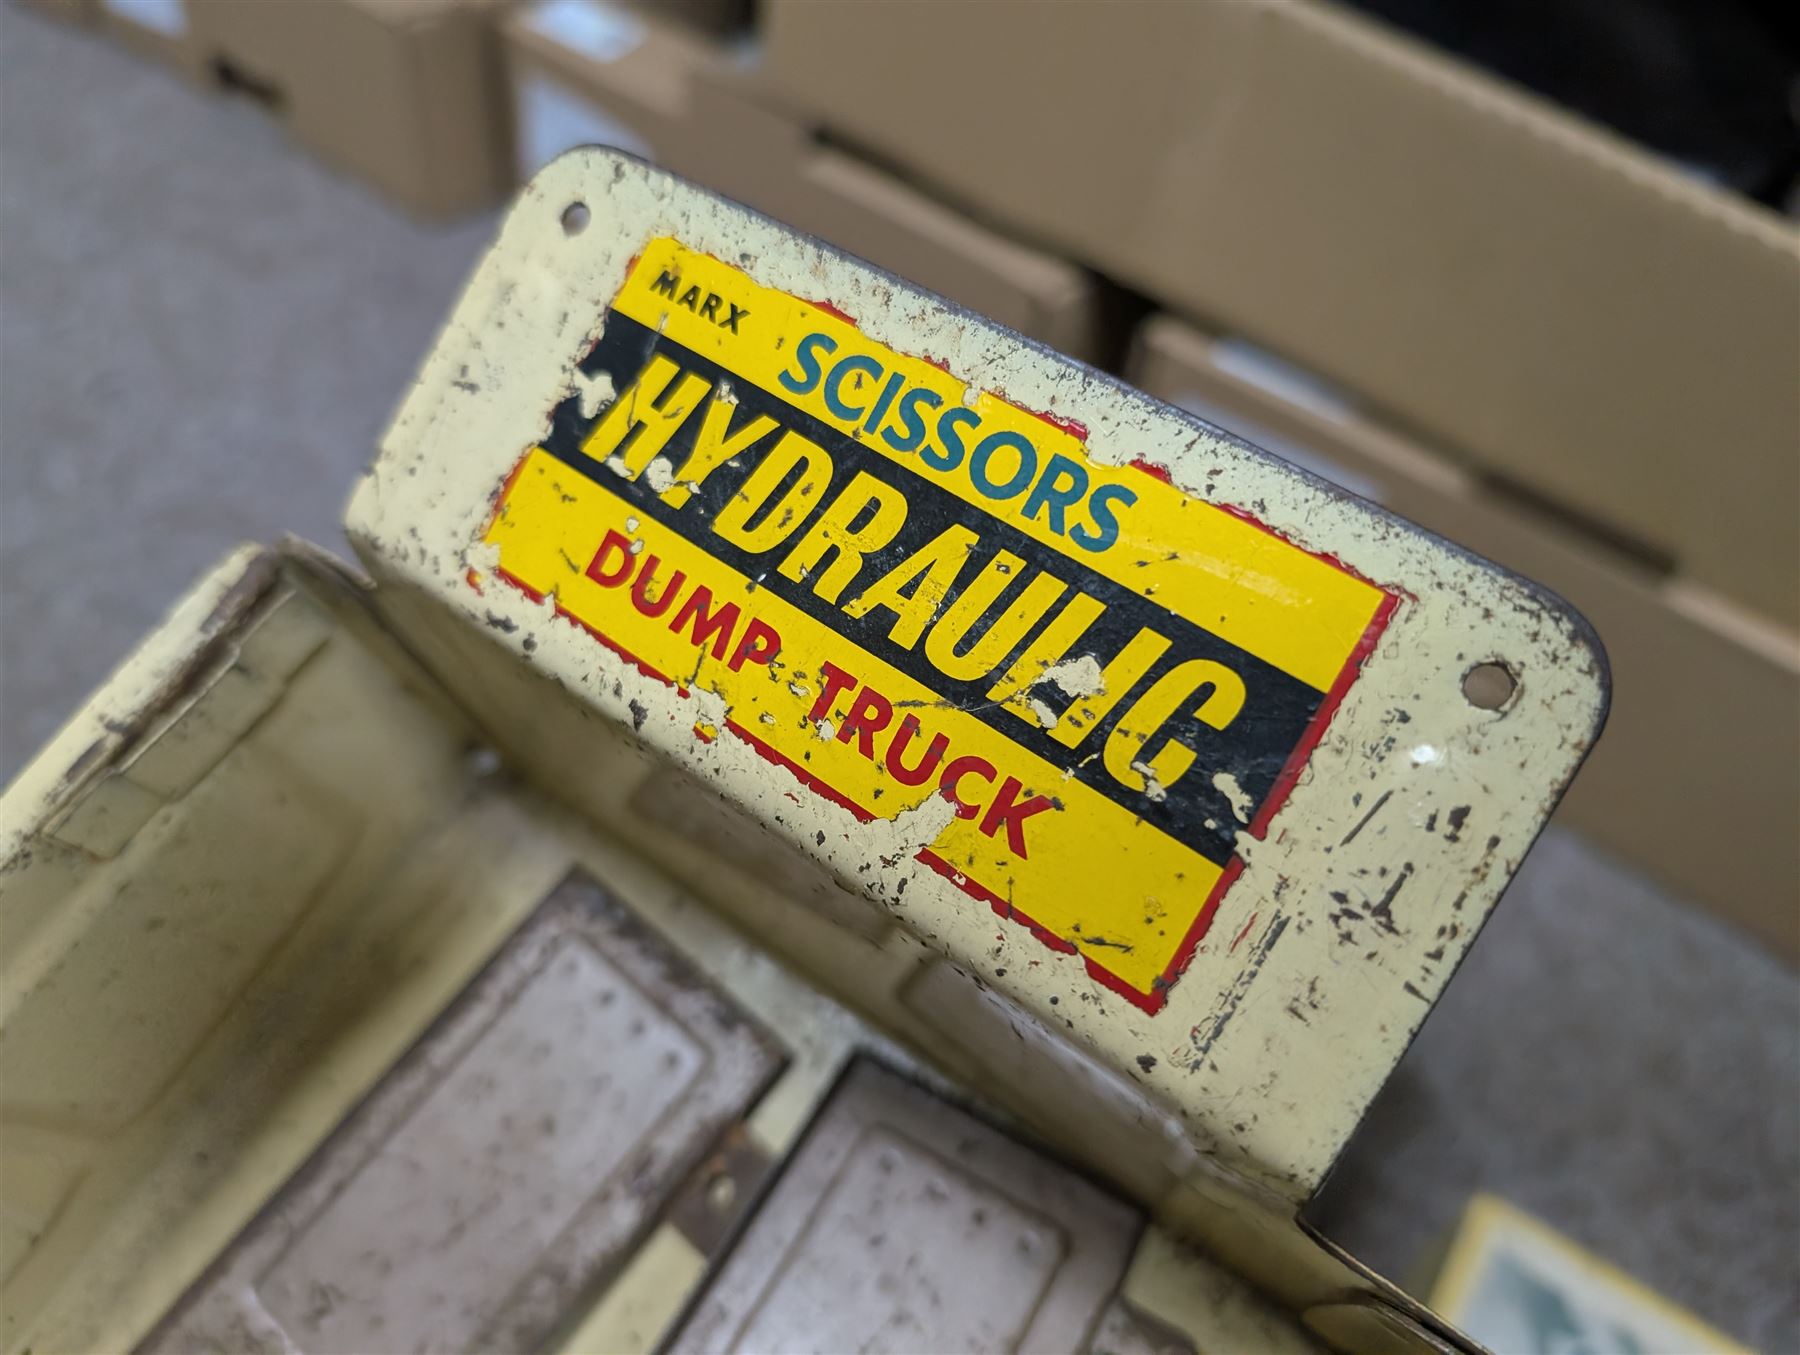 MARX
SCISSORS
HYDRAULIC
DUMP TRUCK